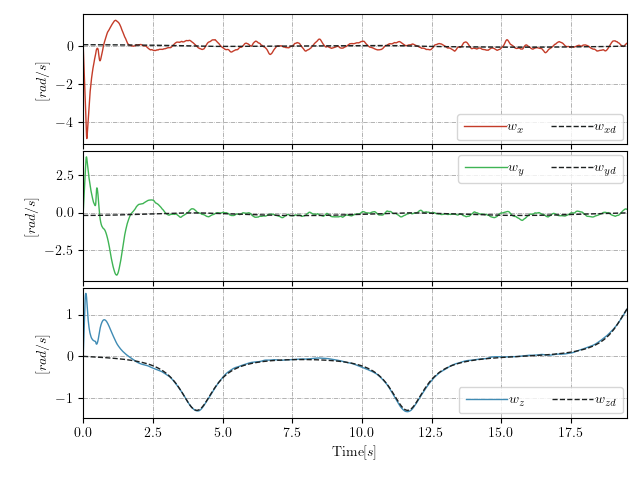 0
−2
−4
[rad/s]
w_x w_xd
2.5
0.0
−2.5
[rad/s]
w_y w_yd
1
0
−1
[rad/s]
w_z w_zd
0.0 2.5 5.0 7.5 10.0 12.5 15.0 17.5
Time[s]